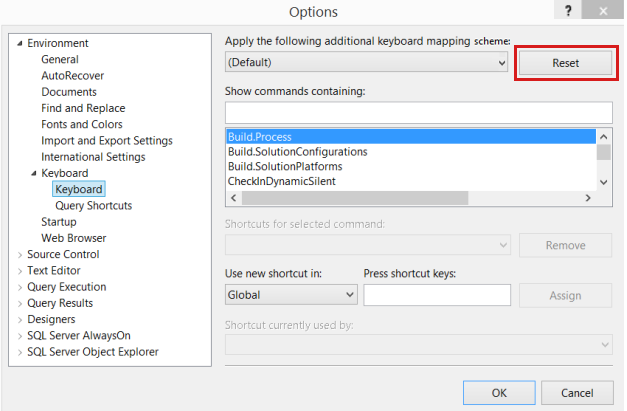 Options
?
Environment
General
AutoRecover
Documents
Find and Replace
Fonts and Colors
Import and Export Settings
International Settings
Keyboard
Keyboard
Query Shortcuts
Startup
Web Browser
Source Control
Text Editor
Query Execution
Query Results
Designers
SQL Server AlwaysOn
SQL Server Object Explorer
Apply the following additional keyboard mapping scheme:
(Default)
Reset
Show commands containing:
Build.Process
Build.SolutionConfigurations
Build.SolutionPlatforms
CheckInDynamicSilent
Shortcuts for selected command:
Remove
Use new shortcut in: Press shortcut keys:
Global
Assign
Shortcut currently used by:
OK Cancel